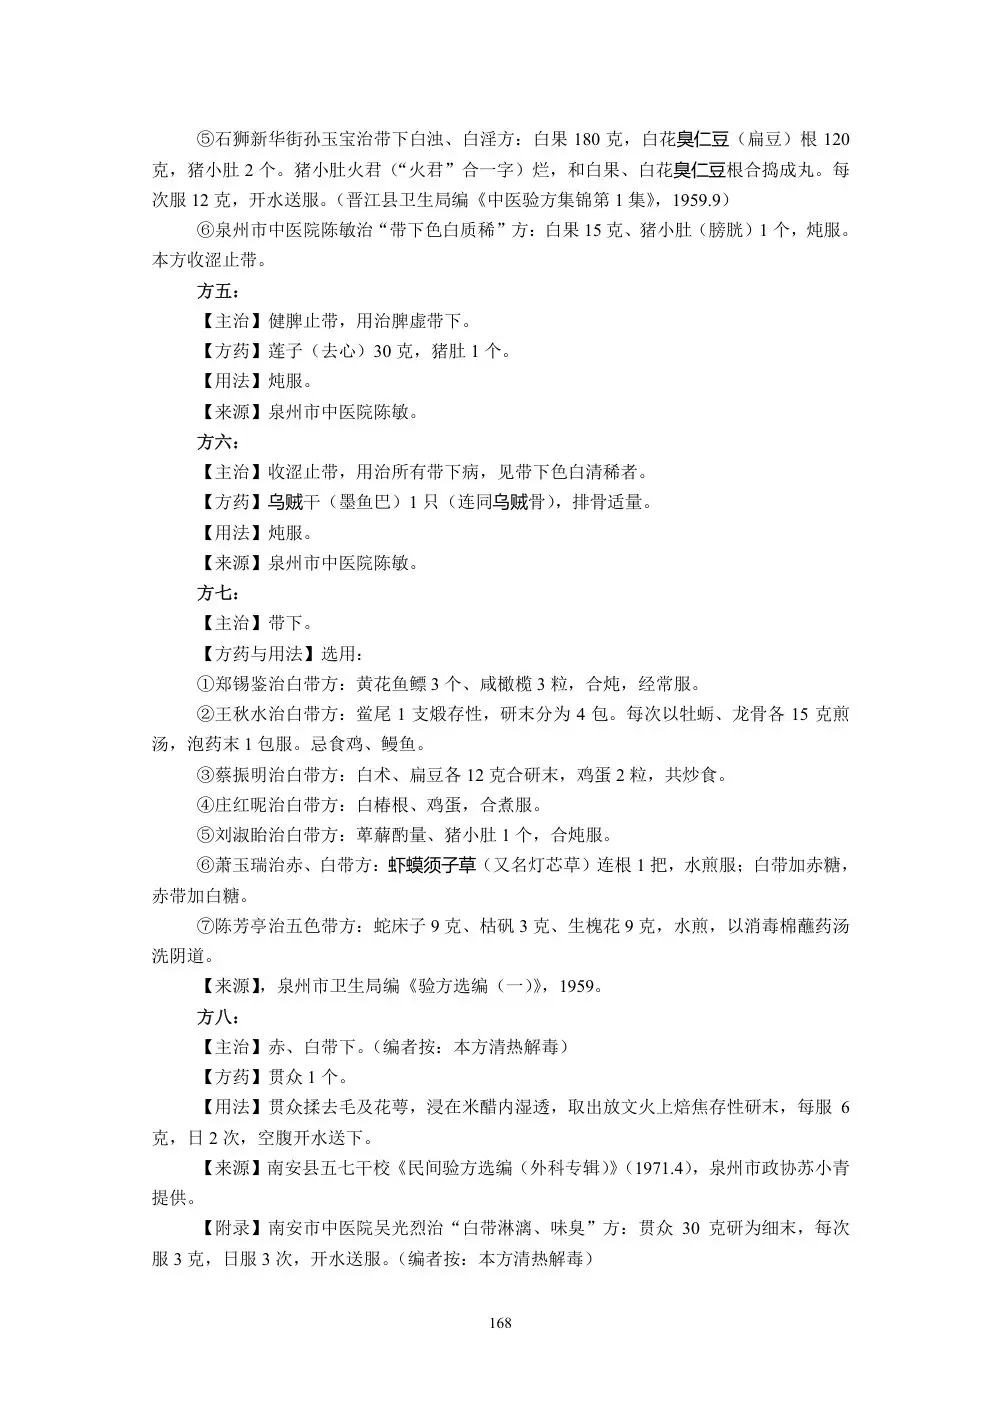 ⑤石狮新华街孙玉宝治带下白浊、白淫方：白果 180 克，白花臭仁豆（扁豆）根 120
克，猪小肚 2 个。猪小肚火君（“火君”合一字）烂，和白果、白花臭仁豆根合捣成丸。每
次服 12 克，开水送服。（晋江县卫生局编《中医验方集锦第 1 集》，1959.9）
⑥泉州市中医院陈敏治“带下色白质稀”方：白果 15 克、猪小肚（膀胱）1 个，炖服。
本方收涩止带。
方五：
【主治】健脾止带，用治脾虚带下。
【方药】莲子（去心）30 克，猪肚 1 个。
【用法】炖服。
【来源】泉州市中医院陈敏。
方六：
【主治】收涩止带，用治所有带下病，见带下色白清稀者。
【方药】乌贼干（墨鱼巴）1 只（连同乌贼骨），排骨适量。
【用法】炖服。
【来源】泉州市中医院陈敏。
方七：
【主治】带下。
【方药与用法】选用：
①郑锡鉴治白带方：黄花鱼鳔 3 个、咸橄榄 3 粒，合炖，经常服。
②王秋水治白带方：鲎尾 1 支煅存性，研末分为 4 包。每次以牡蛎、龙骨各 15 克煎
汤，泡药末 1 包服。忌食鸡、鳗鱼。
③蔡振明治白带方：白术、扁豆各 12 克合研末，鸡蛋 2 粒，共炒食。
④庄红昵治白带方：白椿根、鸡蛋，合煮服。
⑤刘淑眙治白带方：萆薢酌量、猪小肚 1 个，合炖服。
⑥萧玉瑞治赤、白带方：虾蟆须子草（又名灯芯草）连根 1 把，水煎服；白带加赤糖，
赤带加白糖。
⑦陈芳亭治五色带方：蛇床子 9 克、枯矾 3 克、生槐花 9 克，水煎，以消毒棉蘸药汤
洗阴道。
【来源】，泉州市卫生局编《验方选编（一）》，1959。
方八：
【主治】赤、白带下。（编者按：本方清热解毒）
【方药】贯众 1 个。
【用法】贯众揉去毛及花萼，浸在米醋内湿透，取出放文火上焙焦存性研末，每服 6
克，日 2 次，空腹开水送下。
【来源】南安县五七干校《民间验方选编（外科专辑）》（1971.4），泉州市政协苏小青
提供。
【附录】南安市中医院吴光烈治“白带淋漓、味臭”方：贯众 30 克研为细末，每次
服 3 克，日服 3 次，开水送服。（编者按：本方清热解毒）
168